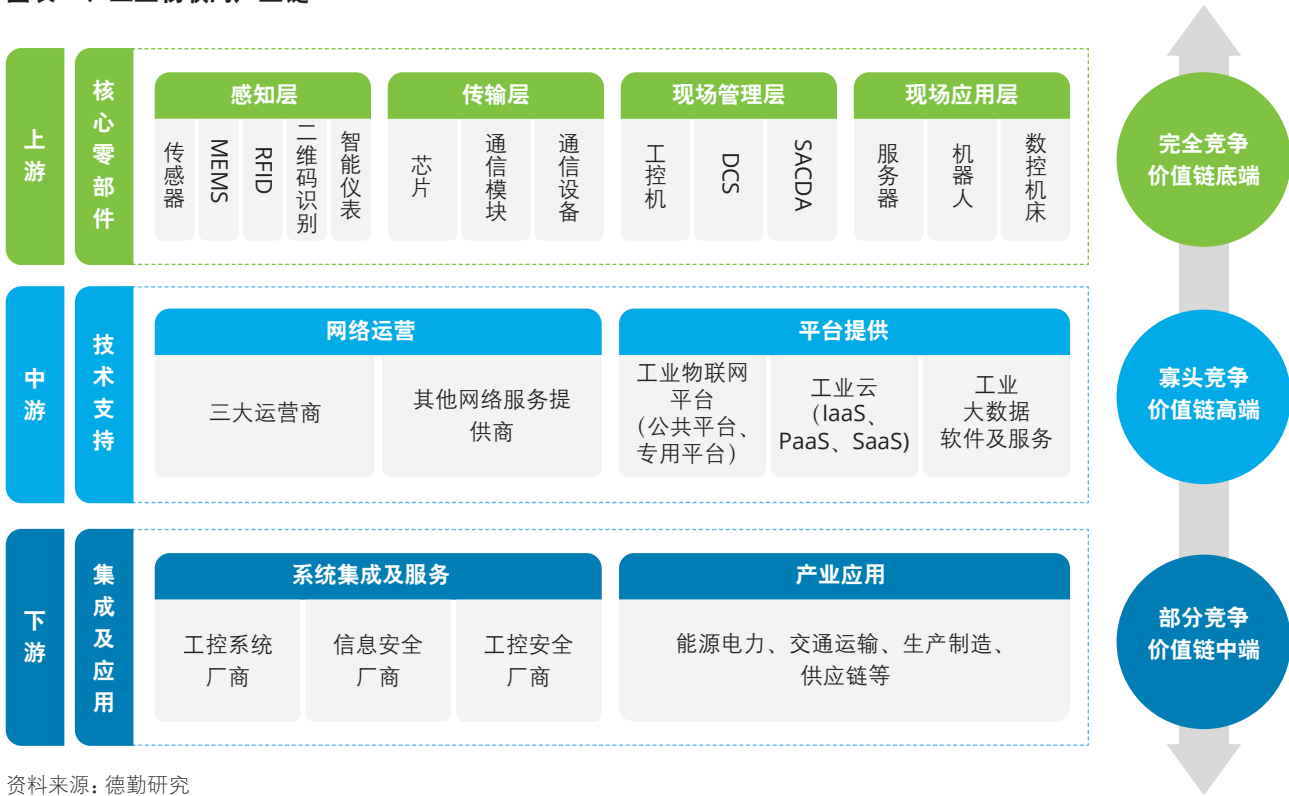 上
游
核
心
零
部
件
感知层
传感器
MEMS
RFID
二维码识别
智能仪表
传输层
芯片
通信模块
通信设备
现场管理层
工控机
DCS
SACDA
现场应用层
服务器
机器人
数控机床
完全竞争
价值链底端
中
游
技
术
支
持
网络运营
三大运营商
其他网络服务提
供商
平台提供
工业物联网
平台
（公共平台、
专用平台）
工业云
（IaaS、
PaaS、SaaS)
工业
大数据
软件及服务
寡头竞争
价值链高端
下
游
集
成
及
应
用
系统集成及服务
工控系统
厂商
信息安全
厂商
工控安全
厂商
产业应用
能源电力、交通运输、生产制造、
供应链等
部分竞争
价值链中端
资料来源：德勤研究